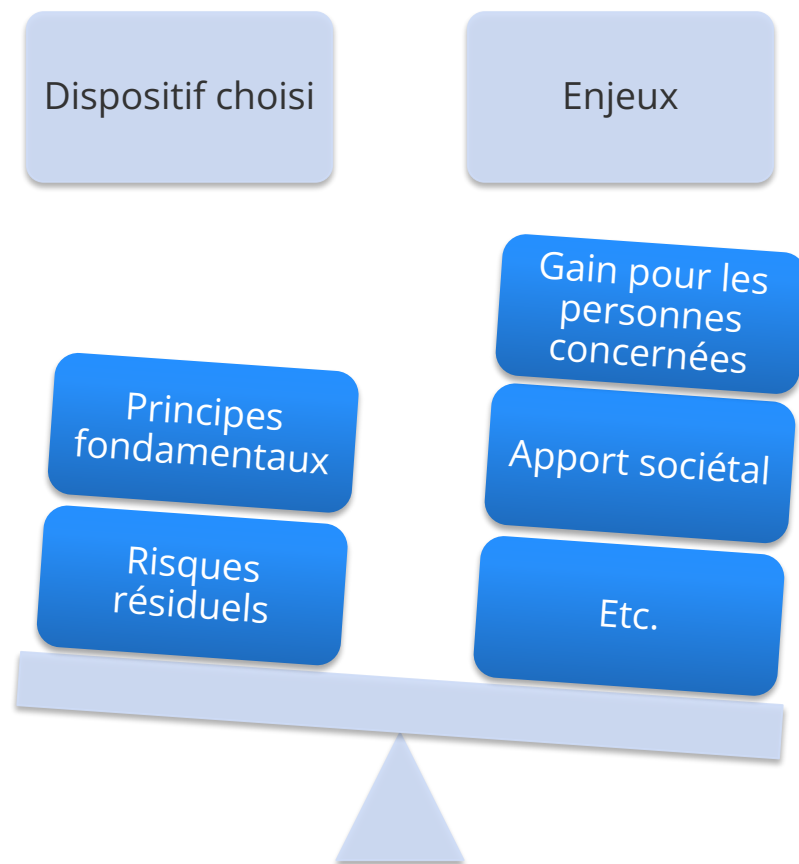 Dispositif choisi
Enjeux
Gain pour les
personnes
concernées
Principes
fondamentaux
Apport sociétal
Risques
résiduels
Etc.